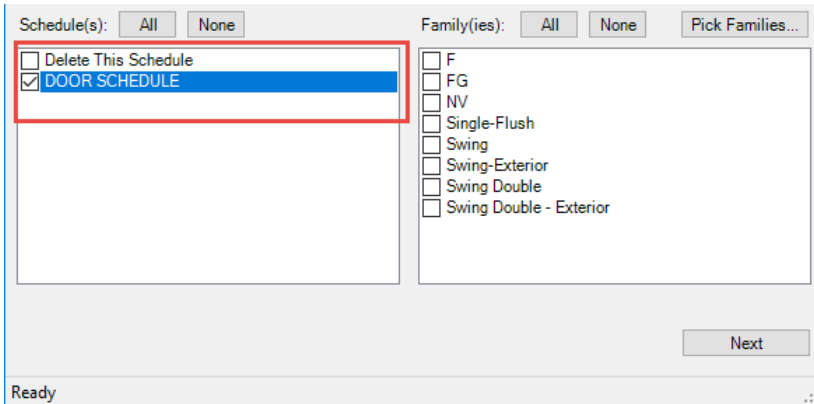 Schedule(s): All None Family(ies): All None Pick Families...
Delete This Schedule
DOOR SCHEDULE
F
FG
NV
Single-Flush
Swing
Swing-Exterior
Swing Double
Swing Double - Exterior
Next
Ready